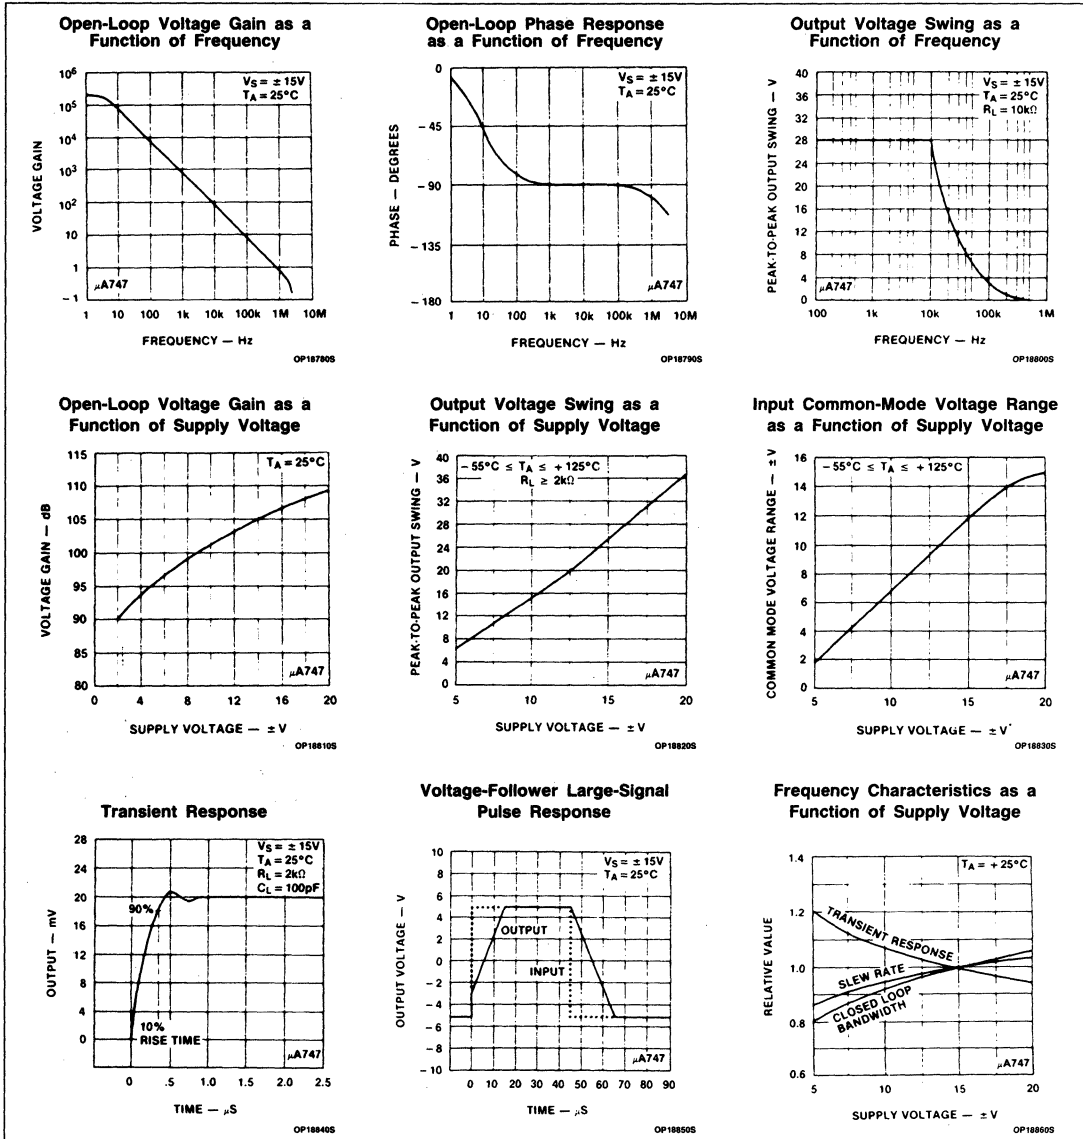 Open-Loop Voltage Gain as a
Function of Frequency
10⁶
10⁵
10⁴
10³
10²
10
1
−1
VS = ± 15V
TA = 25°C
μA747
VOLTAGE GAIN
1 10 100 1k 10k 100k 1M 10M
FREQUENCY — Hz
OP18780S
Open-Loop Phase Response
as a Function of Frequency
0
−45
−90
−135
−180
VS = ± 15V
TA = 25°C
μA747
PHASE — DEGREES
1 10 100 1k 10k 100k 1M 10M
FREQUENCY — Hz
OP18790S
Output Voltage Swing as a
Function of Frequency
40
36
32
28
24
20
16
12
8
4
0
VS = ± 15V
TA = 25°C
RL = 10kΩ
μA747
PEAK-TO-PEAK OUTPUT SWING — V
100 1k 10k 100k 1M
FREQUENCY — Hz
OP18800S
Open-Loop Voltage Gain as a
Function of Supply Voltage
115
110
105
100
95
90
85
80
TA = 25°C
μA747
VOLTAGE GAIN — dB
0 4 8 12 16 20
SUPPLY VOLTAGE — ± V
OP18810S
Output Voltage Swing as a
Function of Supply Voltage
40
36
32
28
24
20
16
12
8
4
0
−55°C ≤ TA ≤ +125°C
RL ≥ 2kΩ
μA747
PEAK-TO-PEAK OUTPUT SWING — V
5 10 15 20
SUPPLY VOLTAGE — ± V
OP18820S
Input Common-Mode Voltage Range
as a Function of Supply Voltage
16
14
12
10
8
6
4
2
0
−55°C ≤ TA ≤ +125°C
μA747
COMMON MODE VOLTAGE RANGE — ±V
5 10 15 20
SUPPLY VOLTAGE — ± V
OP18830S
Transient Response
28
24
20
16
12
8
4
0
VS = ± 15V
TA = 25°C
RL = 2kΩ
CL = 100pF
90%
10%
RISE TIME
μA747
OUTPUT — mV
0 .5 1.0 1.5 2.0 2.5
TIME — μS
OP18840S
Voltage-Follower Large-Signal
Pulse Response
10
8
6
4
2
0
−2
−4
−6
−8
−10
VS = ± 15V
TA = 25°C
OUTPUT
INPUT
μA747
OUTPUT VOLTAGE — V
0 10 20 30 40 50 60 70 80 90
TIME — μS
OP18850S
Frequency Characteristics as a
Function of Supply Voltage
1.4
1.2
1.0
0.8
0.6
TA = +25°C
TRANSIENT RESPONSE
SLEW RATE
CLOSED LOOP
BANDWIDTH
μA747
RELATIVE VALUE
5 10 15 20
SUPPLY VOLTAGE — ±V
OP18860S